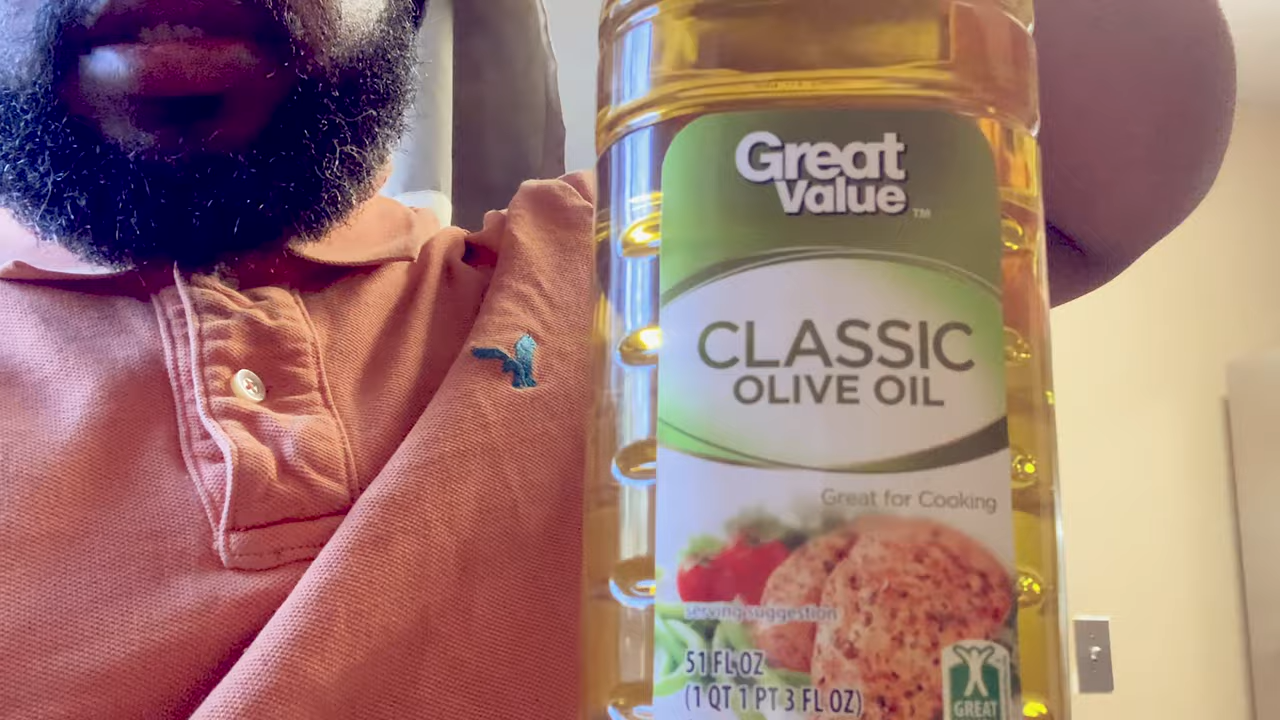 Great
Value™
CLASSIC
OLIVE OIL
Great for Cooking
serving suggestion
51 FL OZ
(1 QT 1 PT 3 FL OZ)
GREAT